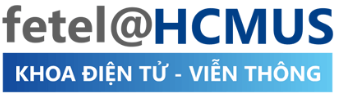 fetel@HCMUS
KHOA ĐIỆN TỬ - VIỄN THÔNG